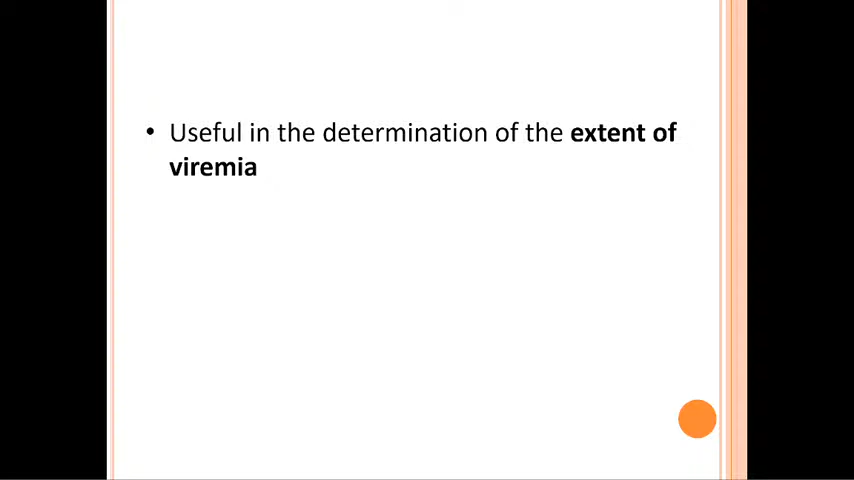 • Useful in the determination of the extent of
viremia